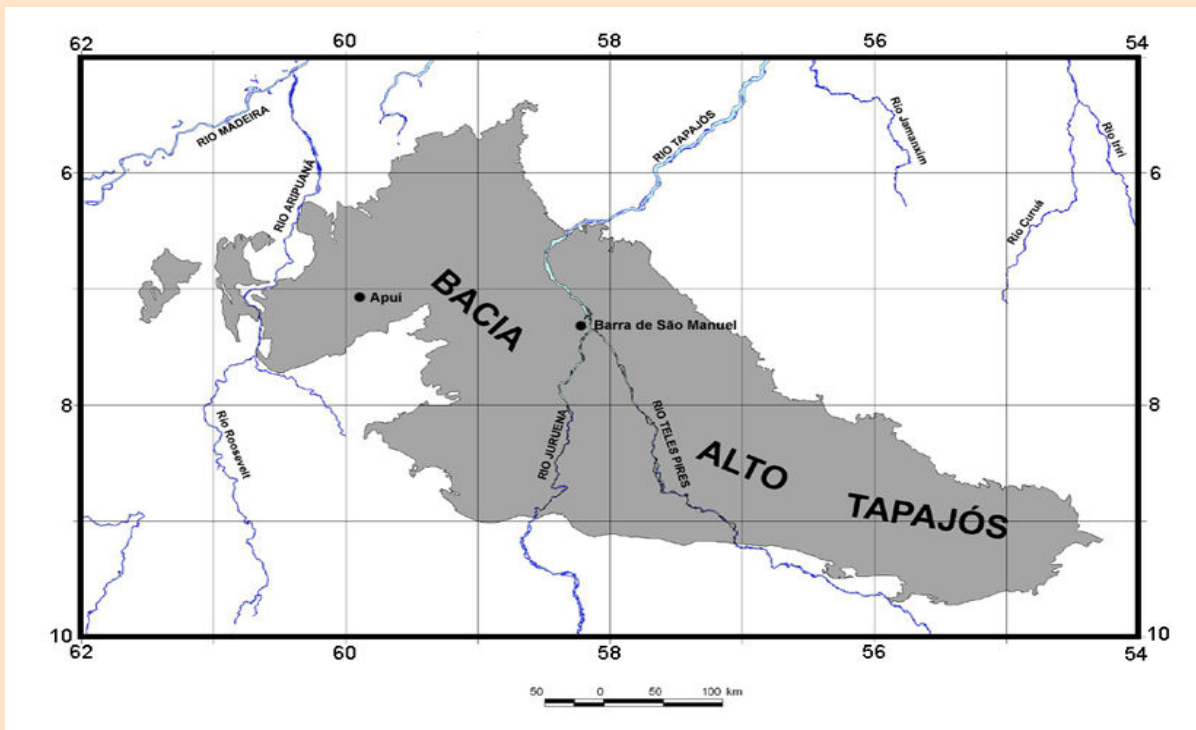 62 60 58 56 54
RIO MADEIRA
RIO ARIPUANÃ
RIO TAPAJÓS
Rio Jamanxim
Rio Iriri
6 6
Rio Curuá
BACIA
Apui
Barra de São Manuel
8 8
Rio Roosevelt
RIO JURUENA
RIO TELES PIRES
ALTO
TAPAJÓS
10 10
62 60 58 56 54
50 0 50 100 km